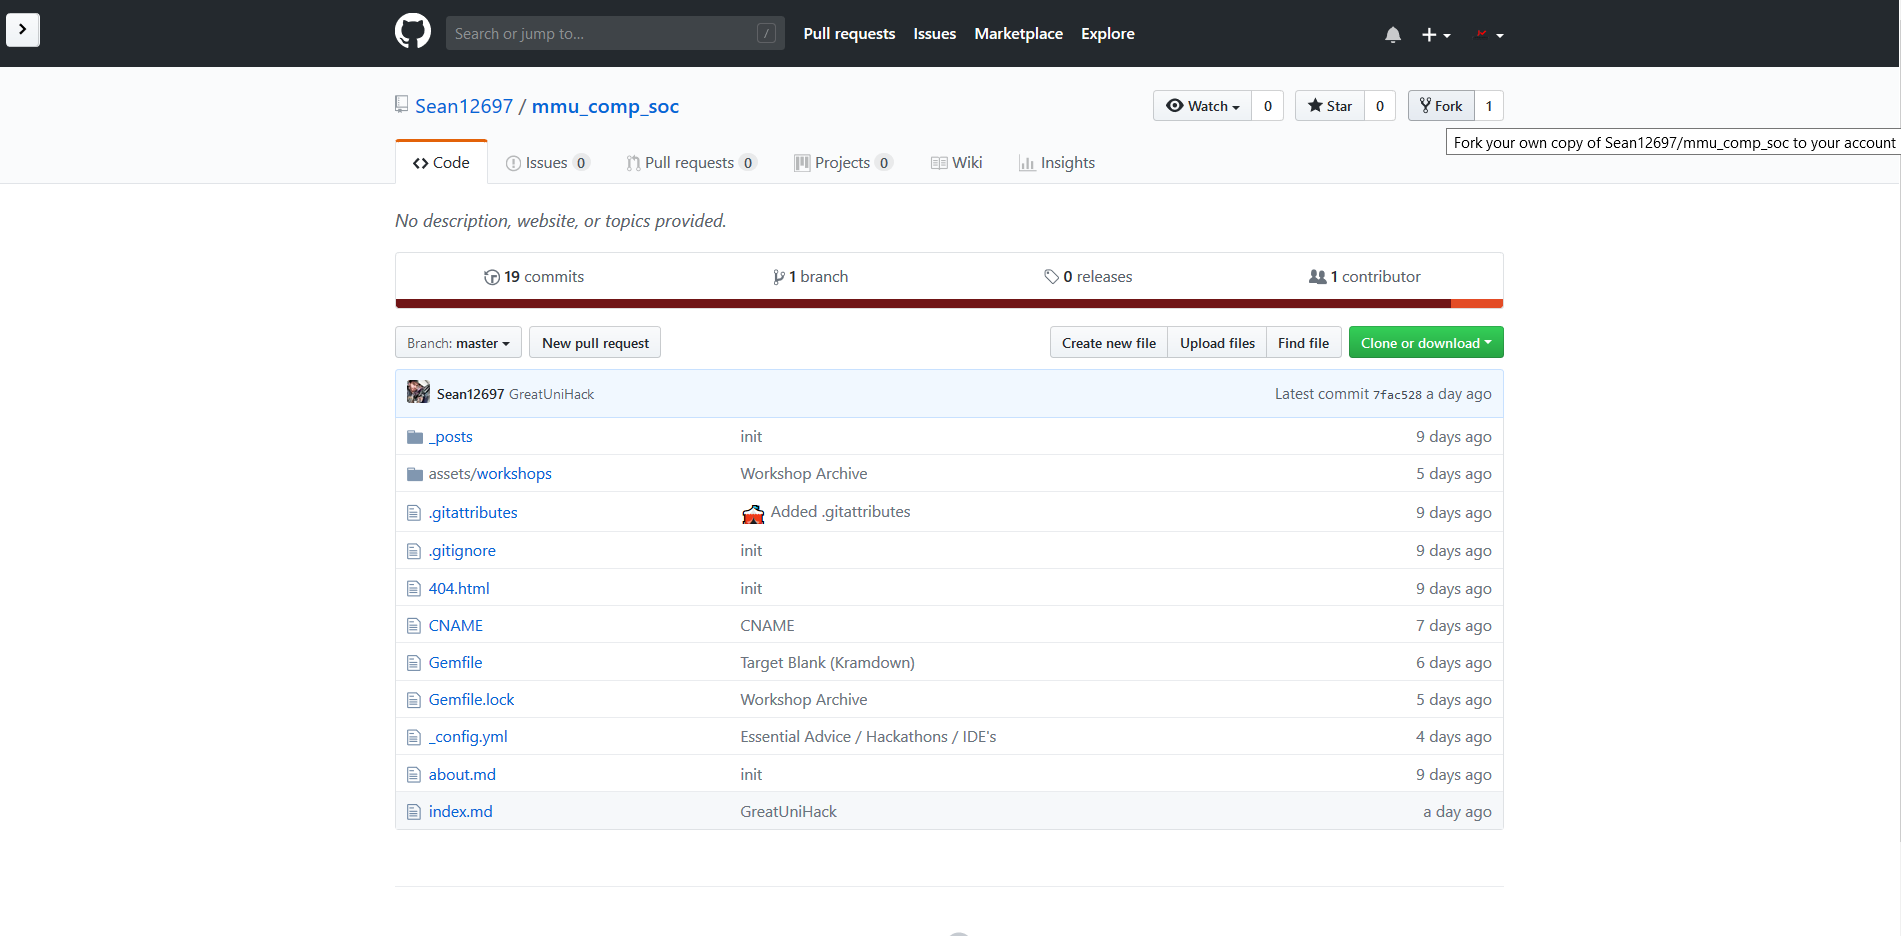 Search or jump to... / Pull requests Issues Marketplace Explore
Sean12697 / mmu_comp_soc Watch 0 Star 0 Fork 1
Fork your own copy of Sean12697/mmu_comp_soc to your account
Code Issues 0 Pull requests 0 Projects 0 Wiki Insights
No description, website, or topics provided.
19 commits 1 branch 0 releases 1 contributor
Branch: master New pull request Create new file Upload files Find file Clone or download
Sean12697 GreatUniHack Latest commit 7fac528 a day ago
_posts init 9 days ago
assets/workshops Workshop Archive 5 days ago
.gitattributes Added .gitattributes 9 days ago
.gitignore init 9 days ago
404.html init 9 days ago
CNAME CNAME 7 days ago
Gemfile Target Blank (Kramdown) 6 days ago
Gemfile.lock Workshop Archive 5 days ago
_config.yml Essential Advice / Hackathons / IDE's 4 days ago
about.md init 9 days ago
index.md GreatUniHack a day ago